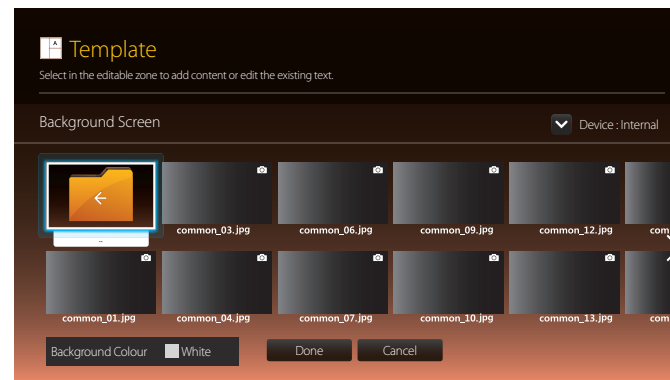 Template
Select in the editable zone to add content or edit the existing text.
Background Screen
Device : Internal
common_03.jpg common_06.jpg common_09.jpg common_12.jpg com
..
common_01.jpg common_04.jpg common_07.jpg common_10.jpg common_13.jpg com
Background Colour White Done Cancel